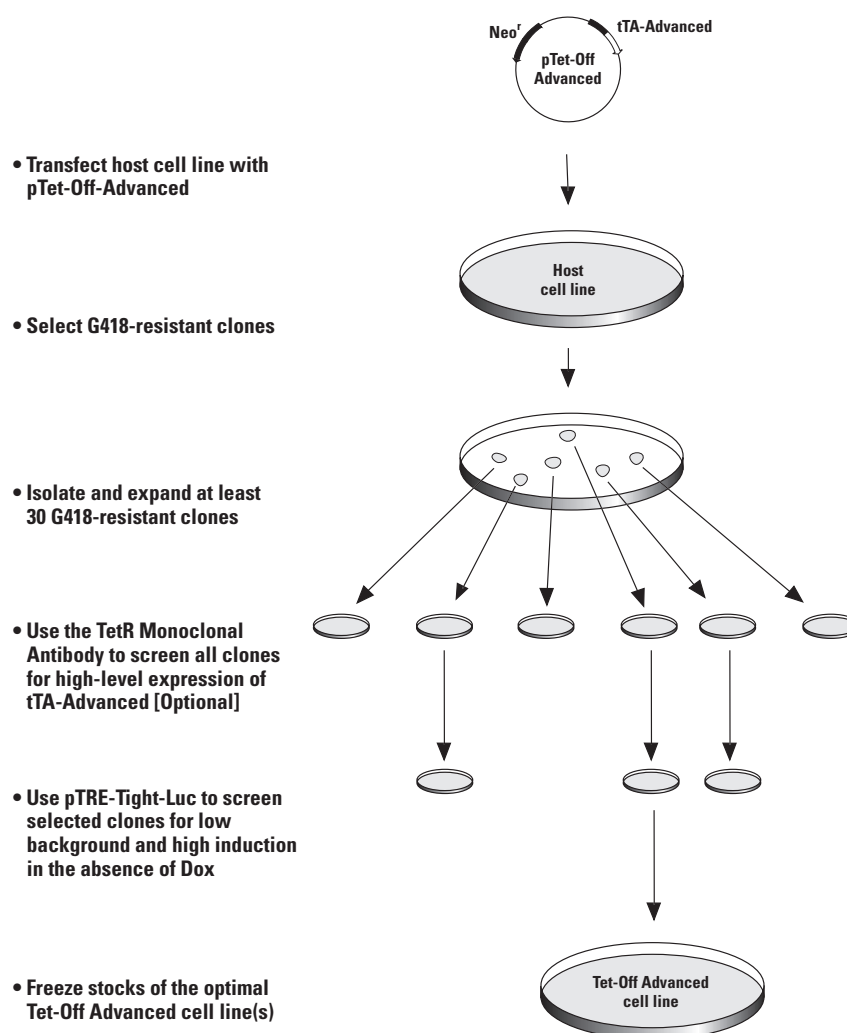 Neoʳ
tTA-Advanced
pTet-Off
Advanced
• Transfect host cell line with
pTet-Off-Advanced
Host
cell line
• Select G418-resistant clones
• Isolate and expand at least
30 G418-resistant clones
• Use the TetR Monoclonal
Antibody to screen all clones
for high-level expression of
tTA-Advanced [Optional]
• Use pTRE-Tight-Luc to screen
selected clones for low
background and high induction
in the absence of Dox
Tet-Off Advanced
cell line
• Freeze stocks of the optimal
Tet-Off Advanced cell line(s)